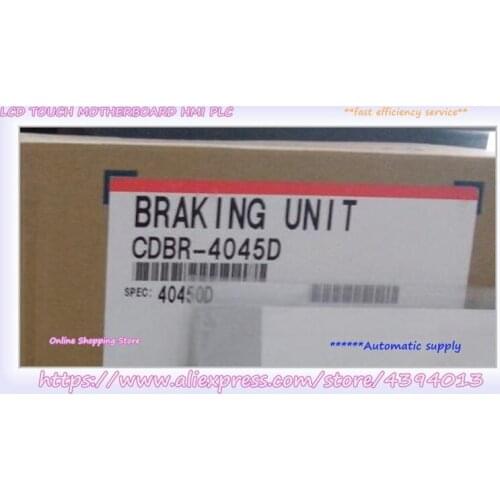 LCD TOUCH MOTHERBOARD HMI PLC
**fast efficiency service**
BRAKING UNIT
CDBR-4045D
SPEC: 40450D
Online Shopping Store
******Automatic supply
https://www.aliexpress.com/store/4394013